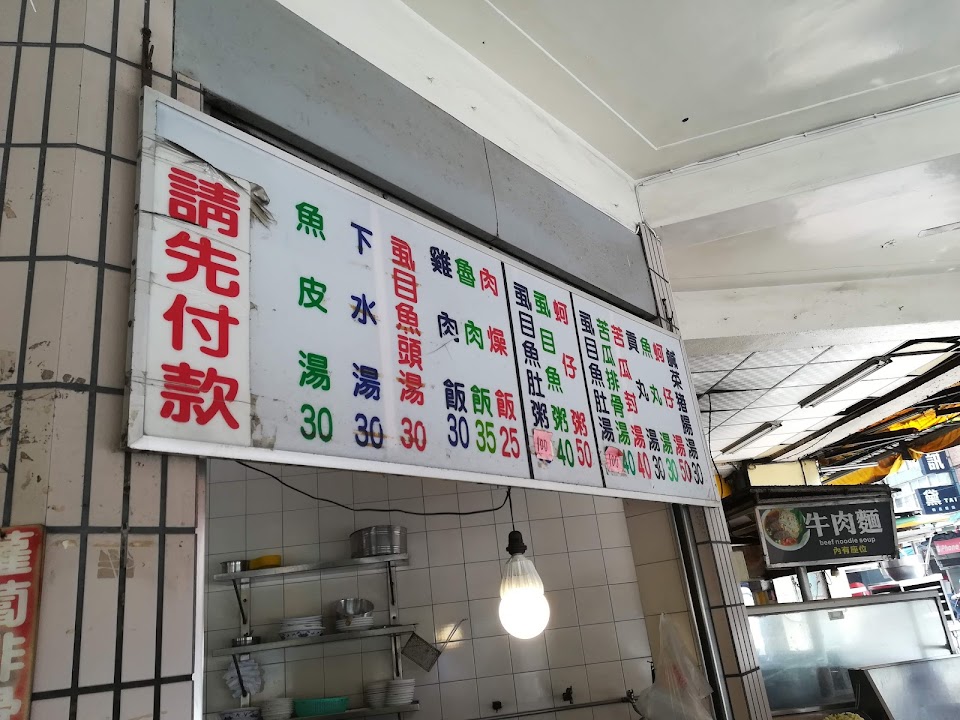 請先付款
魚皮湯30
下水湯30
虱目魚頭湯30
雞肉飯30
魯肉飯35
肉燥飯25
虱目魚肚粥
虱目魚粥40
蚵仔粥50
虱目魚肚湯
苦瓜排骨湯40
苦瓜封湯40
貢丸湯30
魚丸湯30
蚵仔湯50
鹹菜豬腸湯30
牛肉麵
beef noodle soup
內有座位